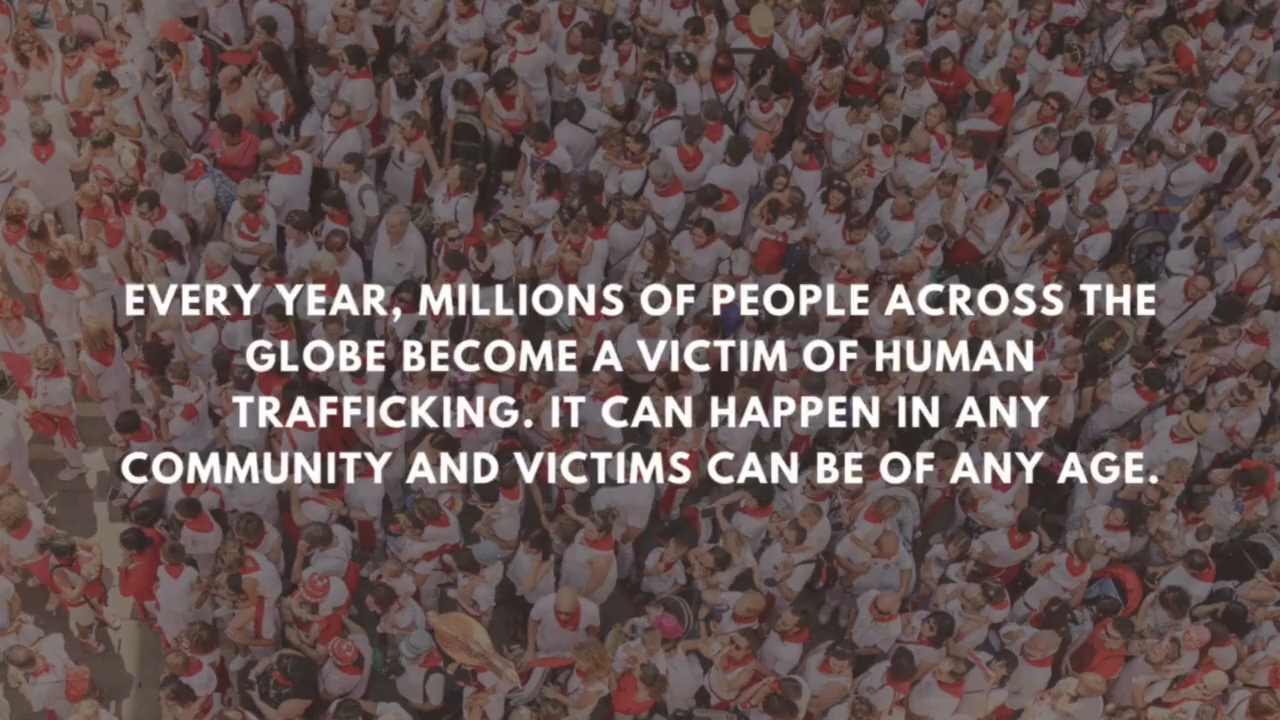 EVERY YEAR, MILLIONS OF PEOPLE ACROSS THE
GLOBE BECOME A VICTIM OF HUMAN
TRAFFICKING. IT CAN HAPPEN IN ANY
COMMUNITY AND VICTIMS CAN BE OF ANY AGE.